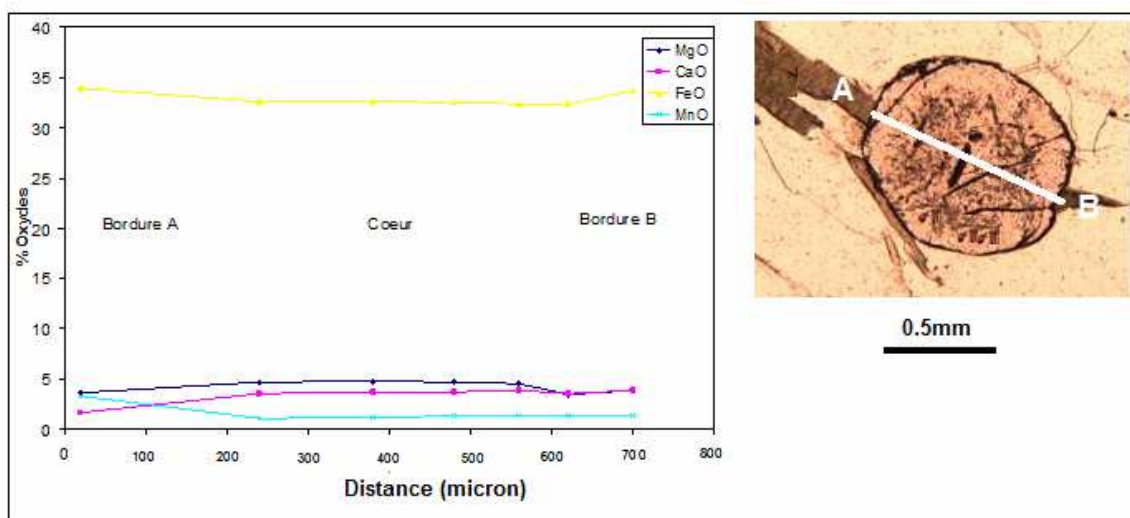 40
35
30
25
20
15
10
5
0
% Oxydes
MgO
CaO
FeO
MnO
Bordure A
Coeur
Bordure B
0 100 200 300 400 500 600 700 800
Distance (micron)
A
B
0.5mm